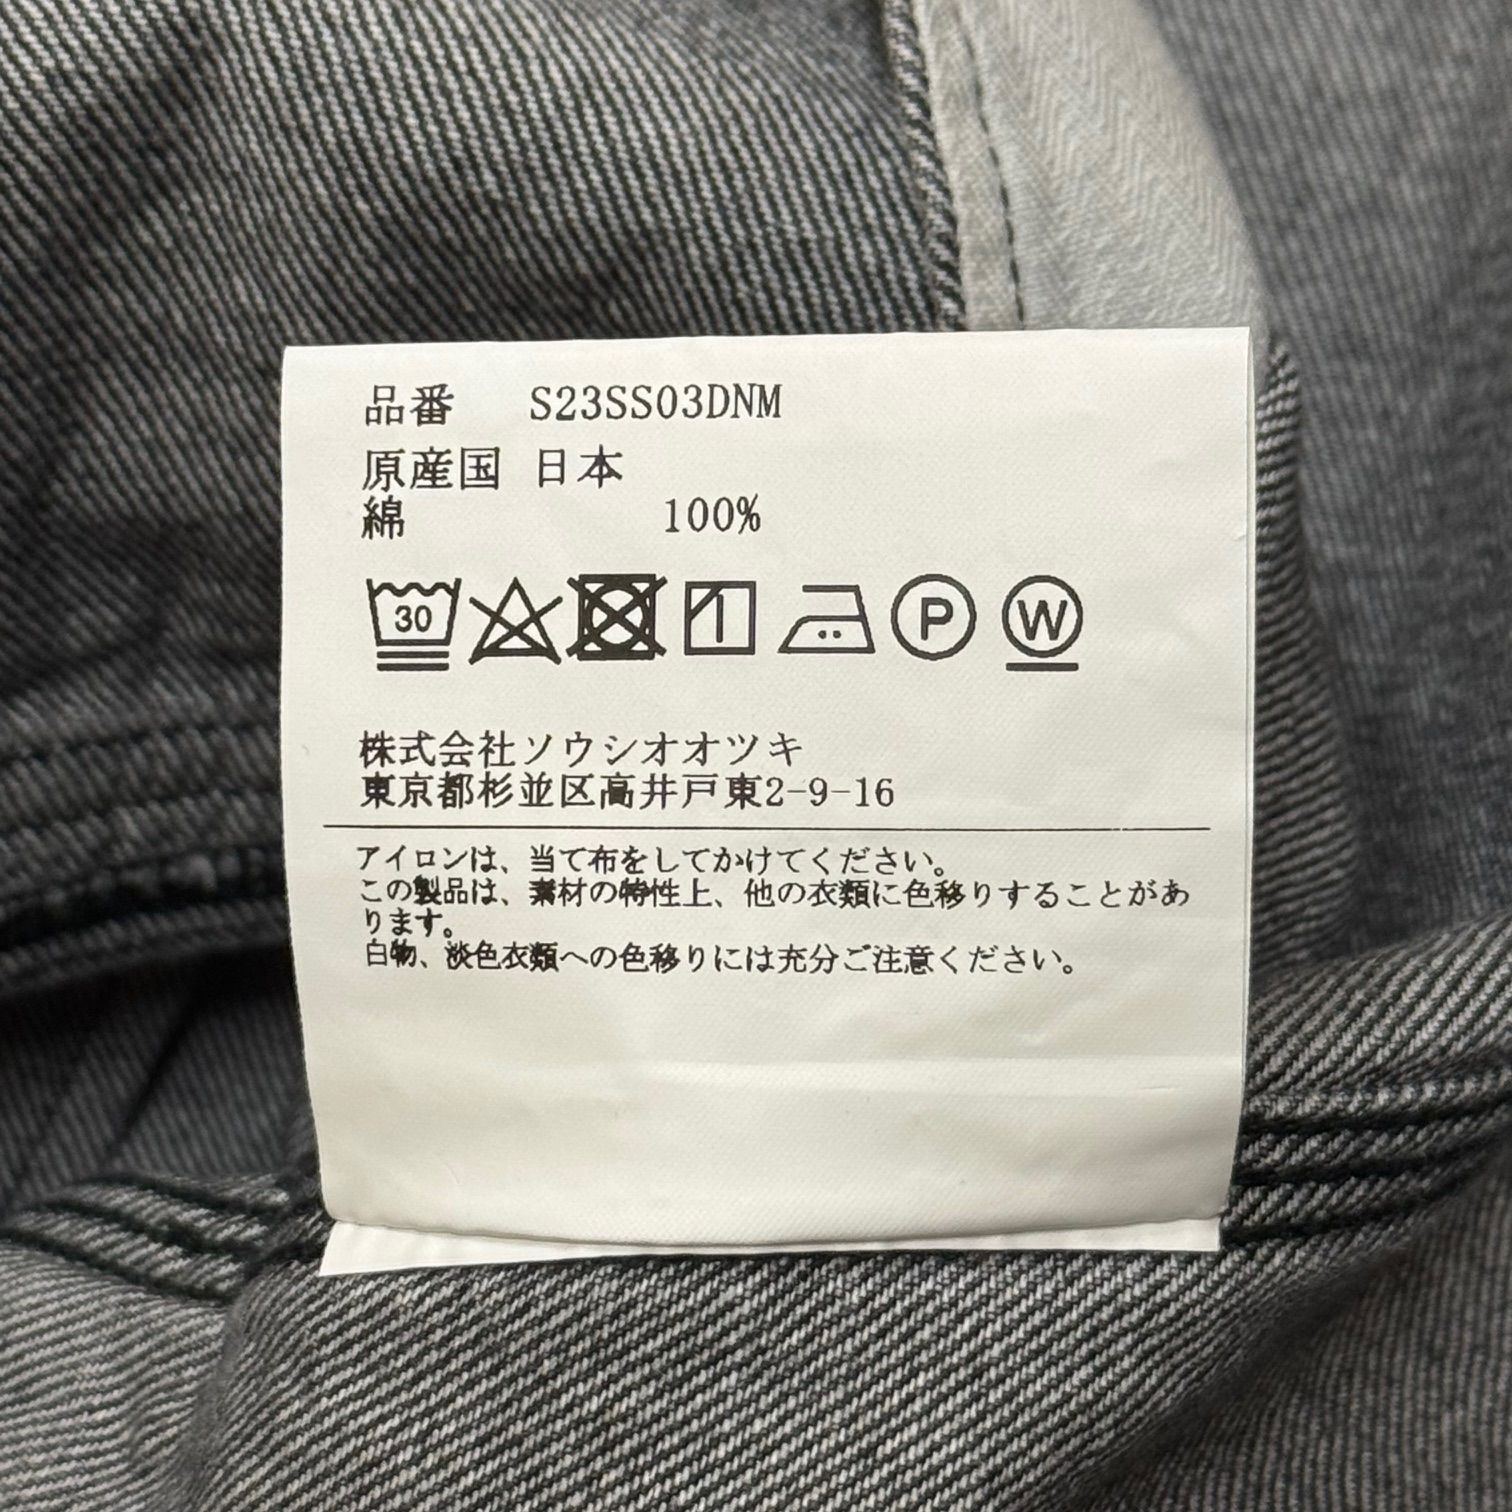 品番 S23SS03DNM
原産国 日本
綿 100%
30 P W
株式会社ソウシオオツキ
東京都杉並区高井戸東2-9-16
アイロンは、当て布をしてかけてください。
この製品は、素材の特性上、他の衣類に色移りすることがあ
ります。
白物、淡色衣類への色移りには充分ご注意ください。